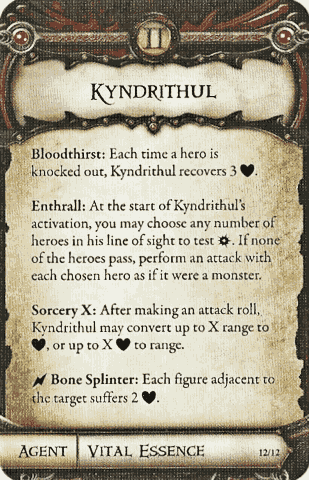 II
KYNDRITHUL
Bloodthirst: Each time a hero is
knocked out, Kyndrithul recovers 3 ♥.
Enthrall: At the start of Kyndrithul's
activation, you may choose any number of
heroes in his line of sight to test. If none
of the heroes pass, perform an attack with
each chosen hero as if it were a monster.
Sorcery X: After making an attack roll,
Kyndrithul may convert up to X range to
♥, or up to X ♥ to range.
Bone Splinter: Each figure adjacent to
the target suffers 2 ♥.
AGENT | VITAL ESSENCE 12/12